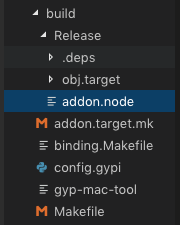 build
Release
.deps
obj.target
addon.node
addon.target.mk
binding.Makefile
config.gypi
gyp-mac-tool
Makefile